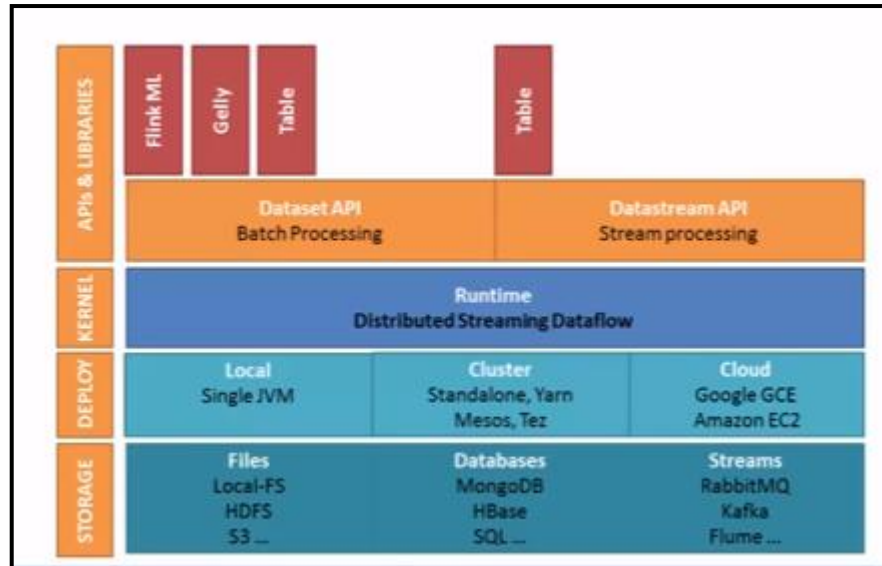 APIs & LIBRARIES
Flink ML
Gelly
Table
Table
Dataset API
Batch Processing
Datastream API
Stream processing
KERNEL
Runtime
Distributed Streaming Dataflow
DEPLOY
Local
Single JVM
Cluster
Standalone, Yarn
Mesos, Tez
Cloud
Google GCE
Amazon EC2
STORAGE
Files
Local-FS
HDFS
S3 ...
Databases
MongoDB
HBase
SQL ...
Streams
RabbitMQ
Kafka
Flume ...